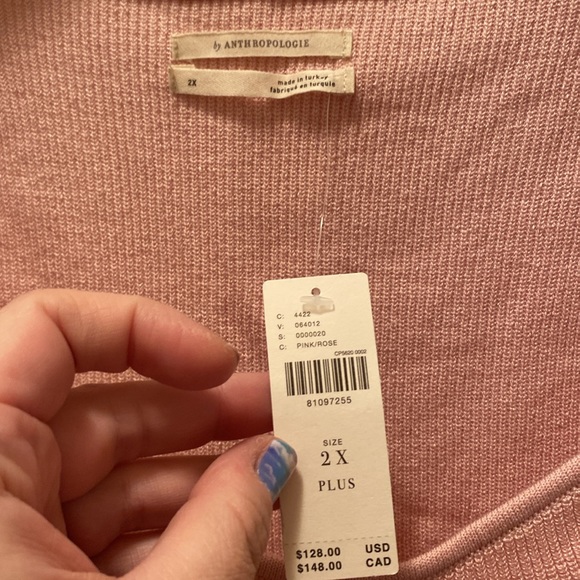 by ANTHROPOLOGIE
2X made in turkey
fabriqué en turquie
C: 4422
V: 064012
S: 0000020
C: PINK/ROSE
CP5620 0002
81097255
SIZE
2X
PLUS
$128.00 USD
$148.00 CAD